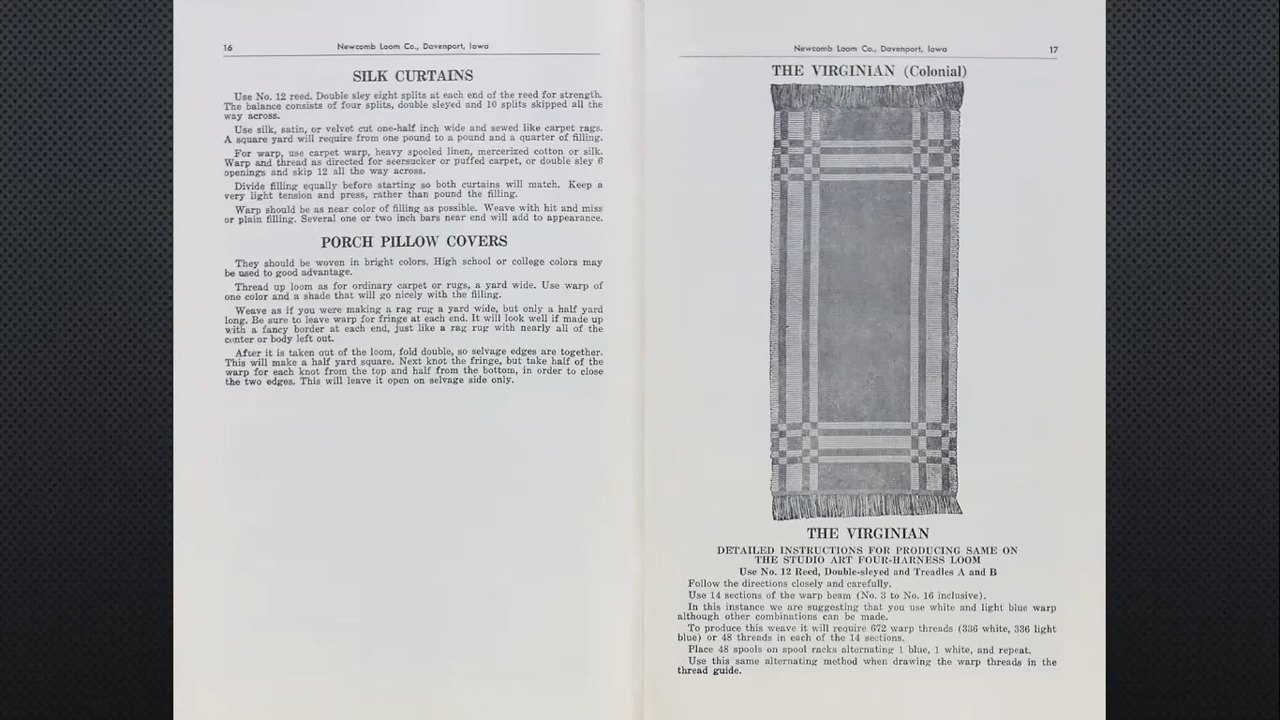 16
Newcomb Loom Co., Davenport, Iowa
SILK CURTAINS
Use No. 12 reed. Double sley eight splits at each end of the reed for strength.
The balance consists of four splits, double sleyed and 10 splits skipped all the
way across.
Use silk, satin, or velvet cut one-half inch wide and sewed like carpet rags.
A square yard will require from one pound to a pound and a quarter of filling.
For warp, use carpet warp, heavy spooled linen, mercerized cotton or silk.
Warp and thread as directed for seersucker or puffed carpet, or double sley 6
openings and skip 12 all the way across.
Divide filling equally before starting so both curtains will match. Keep a
very light tension and press, rather than pound the filling.
Warp should be as near color of filling as possible. Weave with hit and miss
or plain filling. Several one or two inch bars near end will add to appearance.
PORCH PILLOW COVERS
They should be woven in bright colors. High school or college colors may
be used to good advantage.
Thread up loom as for ordinary carpet or rugs, a yard wide. Use warp of
one color and a shade that will go nicely with the filling.
Weave as if you were making a rag rug a yard wide, but only a half yard
long. Be sure to leave warp for fringe at each end. It will look well if made up
with a fancy border at each end, just like a rag rug with nearly all of the
center or body left out.
After it is taken out of the loom, fold double, so selvage edges are together.
This will make a half yard square. Next knot the fringe, but take half of the
warp for each knot from the top and half from the bottom, in order to close
the two edges. This will leave it open on selvage side only.
Newcomb Loom Co., Davenport, Iowa
17
THE VIRGINIAN (Colonial)
THE VIRGINIAN
DETAILED INSTRUCTIONS FOR PRODUCING SAME ON
THE STUDIO ART FOUR-HARNESS LOOM
Use No. 12 Reed, Double-sleyed and Treadles A and B
Follow the directions closely and carefully.
Use 14 sections of the warp beam (No. 3 to No. 16 inclusive).
In this instance we are suggesting that you use white and light blue warp
although other combinations can be made.
To produce this weave it will require 672 warp threads (336 white, 336 light
blue) or 48 threads in each of the 14 sections.
Place 48 spools on spool racks alternating 1 blue, 1 white, and repeat.
Use this same alternating method when drawing the warp threads in the
thread guide.